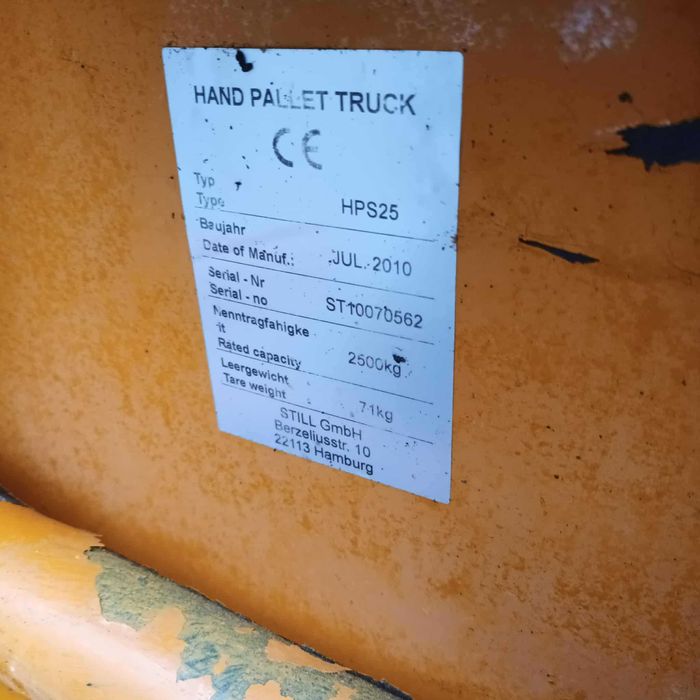 HAND PALLET TRUCK
CE
Typ
Type HPS25
Baujahr
Date of Manuf.: JUL. 2010
Serial - Nr
Serial - no ST10070562
Nenntragfahigke
it
Rated capacity 2500kg
Leergewicht
Tare weight 71kg
STILL GmbH
Berzeliusstr. 10
22113 Hamburg